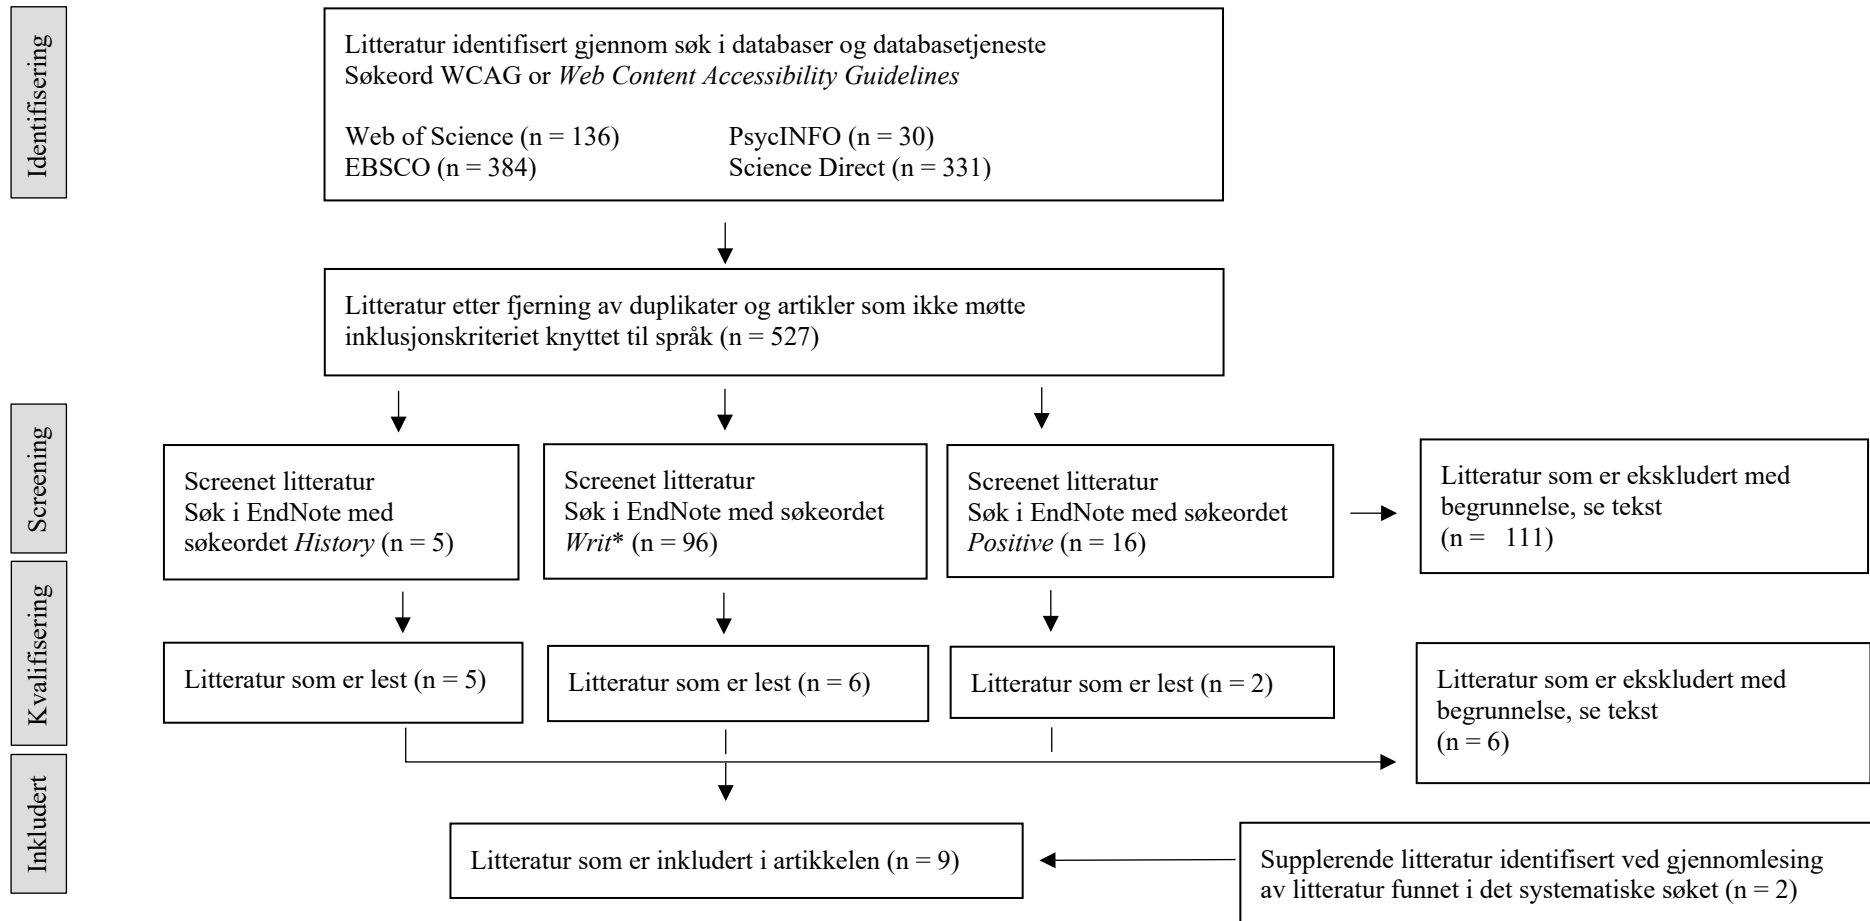 Identifisering
Litteratur identifisert gjennom søk i databaser og databasetjeneste
Søkeord WCAG or Web Content Accessibility Guidelines
Web of Science (n = 136) PsycINFO (n = 30)
EBSCO (n = 384) Science Direct (n = 331)
Litteratur etter fjerning av duplikater og artikler som ikke møtte
inklusjonskriteriet knyttet til språk (n = 527)
Screening
Screenet litteratur
Søk i EndNote med
søkeordet History (n = 5)
Screenet litteratur
Søk i EndNote med søkeordet
Writ* (n = 96)
Screenet litteratur
Søk i EndNote med søkeordet
Positive (n = 16)
Litteratur som er ekskludert med
begrunnelse, se tekst
(n = 111)
Kvalifisering
Litteratur som er lest (n = 5)
Litteratur som er lest (n = 6)
Litteratur som er lest (n = 2)
Litteratur som er ekskludert med
begrunnelse, se tekst
(n = 6)
Inkludert
Litteratur som er inkludert i artikkelen (n = 9)
Supplerende litteratur identifisert ved gjennomlesing
av litteratur funnet i det systematiske søket (n = 2)